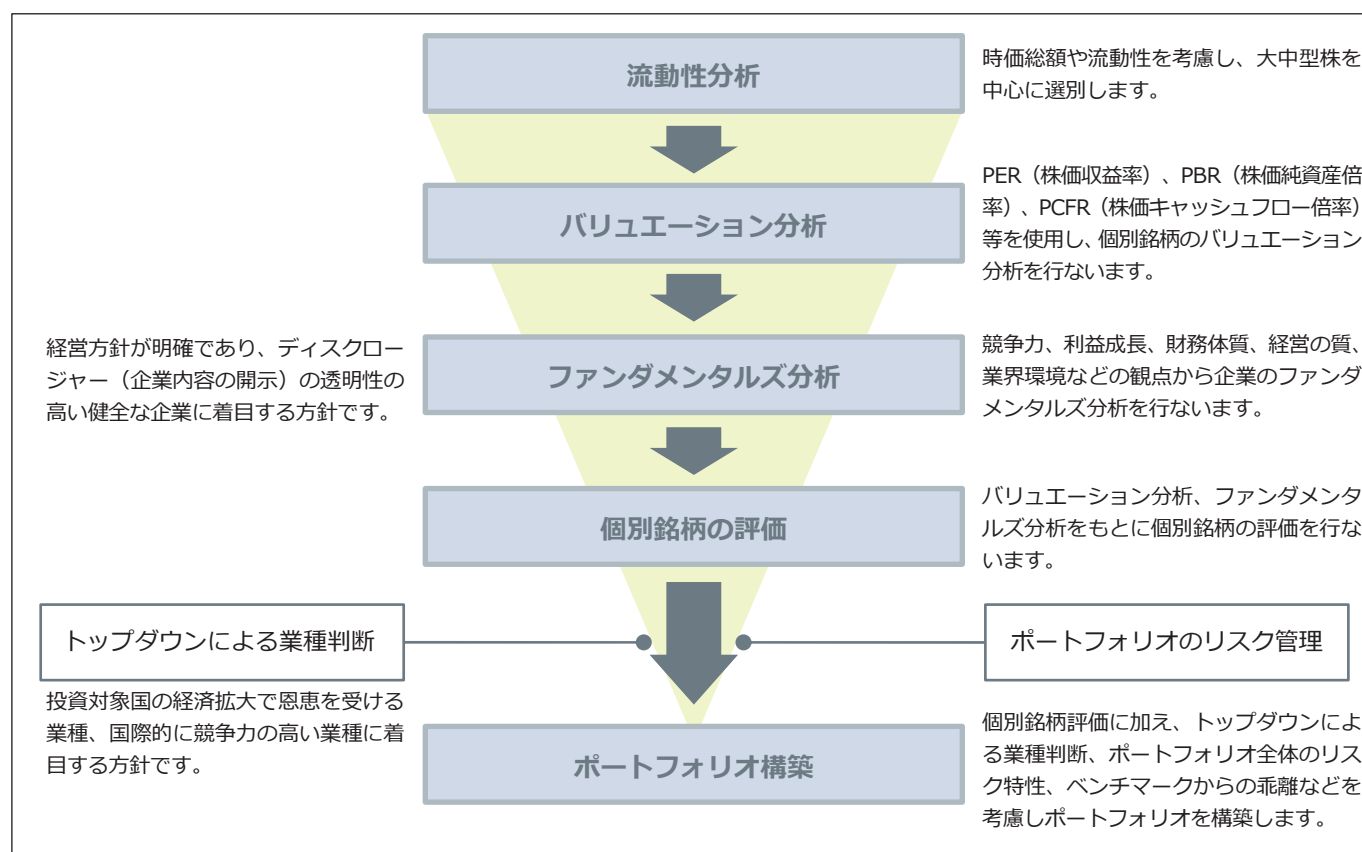 流動性分析
時価総額や流動性を考慮し、大中型株を
中心に選別します。
バリュエーション分析
PER（株価収益率）、PBR（株価純資産倍
率）、PCFR（株価キャッシュフロー倍率）
等を使用し、個別銘柄のバリュエーション
分析を行ないます。
経営方針が明確であり、ディスクロー
ジャー（企業内容の開示）の透明性の
高い健全な企業に着目する方針です。
ファンダメンタルズ分析
競争力、利益成長、財務体質、経営の質、
業界環境などの観点から企業のファンダ
メンタルズ分析を行ないます。
個別銘柄の評価
バリュエーション分析、ファンダメンタ
ルズ分析をもとに個別銘柄の評価を行な
います。
トップダウンによる業種判断
ポートフォリオのリスク管理
投資対象国の経済拡大で恩恵を受ける
業種、国際的に競争力の高い業種に着
目する方針です。
ポートフォリオ構築
個別銘柄評価に加え、トップダウンによ
る業種判断、ポートフォリオ全体のリス
ク特性、ベンチマークからの乖離などを
考慮しポートフォリオを構築します。